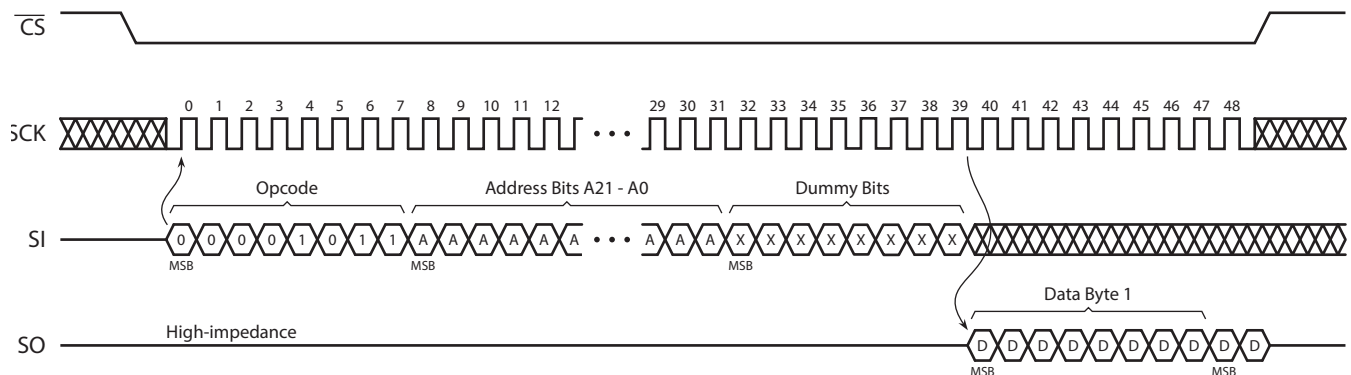 CS
0 1 2 3 4 5 6 7 8 9 10 11 12 29 30 31 32 33 34 35 36 37 38 39 40 41 42 43 44 45 46 47 48
SCK
Opcode Address Bits A21 - A0 Dummy Bits
SI 0 0 0 0 1 0 1 1 A A A A A A A A A X X X X X X X X
MSB MSB MSB
Data Byte 1
High-impedance
SO D D D D D D D D D D
MSB MSB